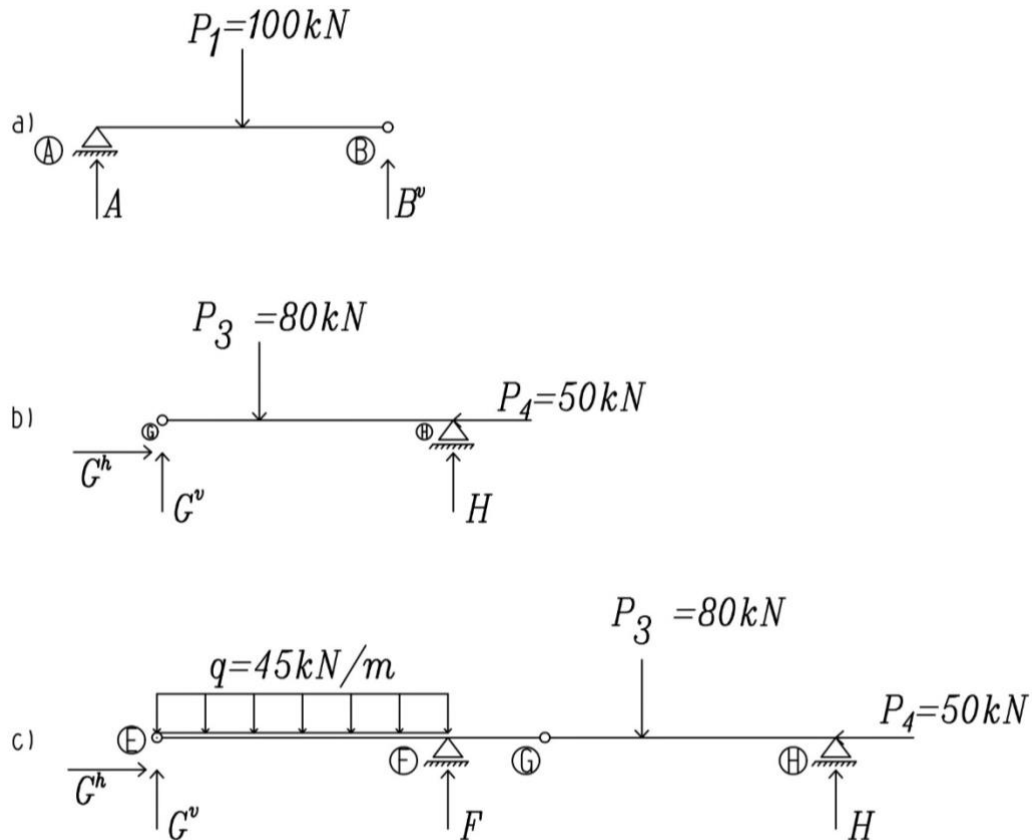 P₁=100kN
a)
A
B
A
Bᵛ
P₃ =80kN
P₄=50kN
b)
G
H
Gʰ
Gᵛ
H
P₃ =80kN
q=45kN/m
P₄=50kN
c)
E
F
G
H
Gʰ
Gᵛ
F
H